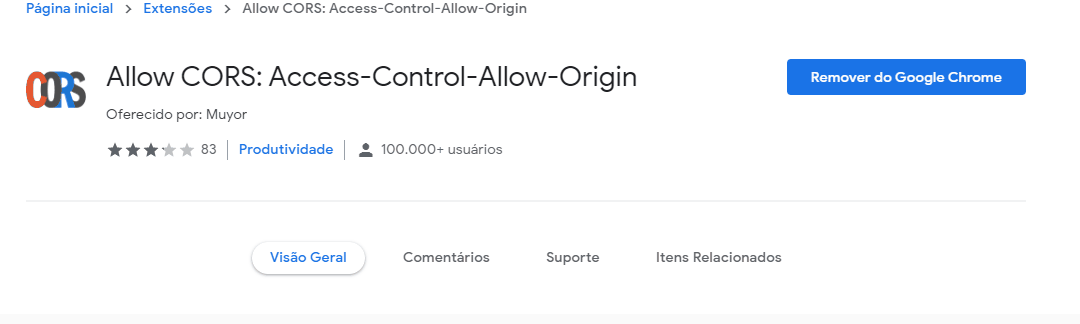 Página inicial > Extensões > Allow CORS: Access-Control-Allow-Origin
CORS
Allow CORS: Access-Control-Allow-Origin
Remover do Google Chrome
Oferecido por: Muyor
83 Produtividade 100.000+ usuários
Visão Geral Comentários Suporte Itens Relacionados